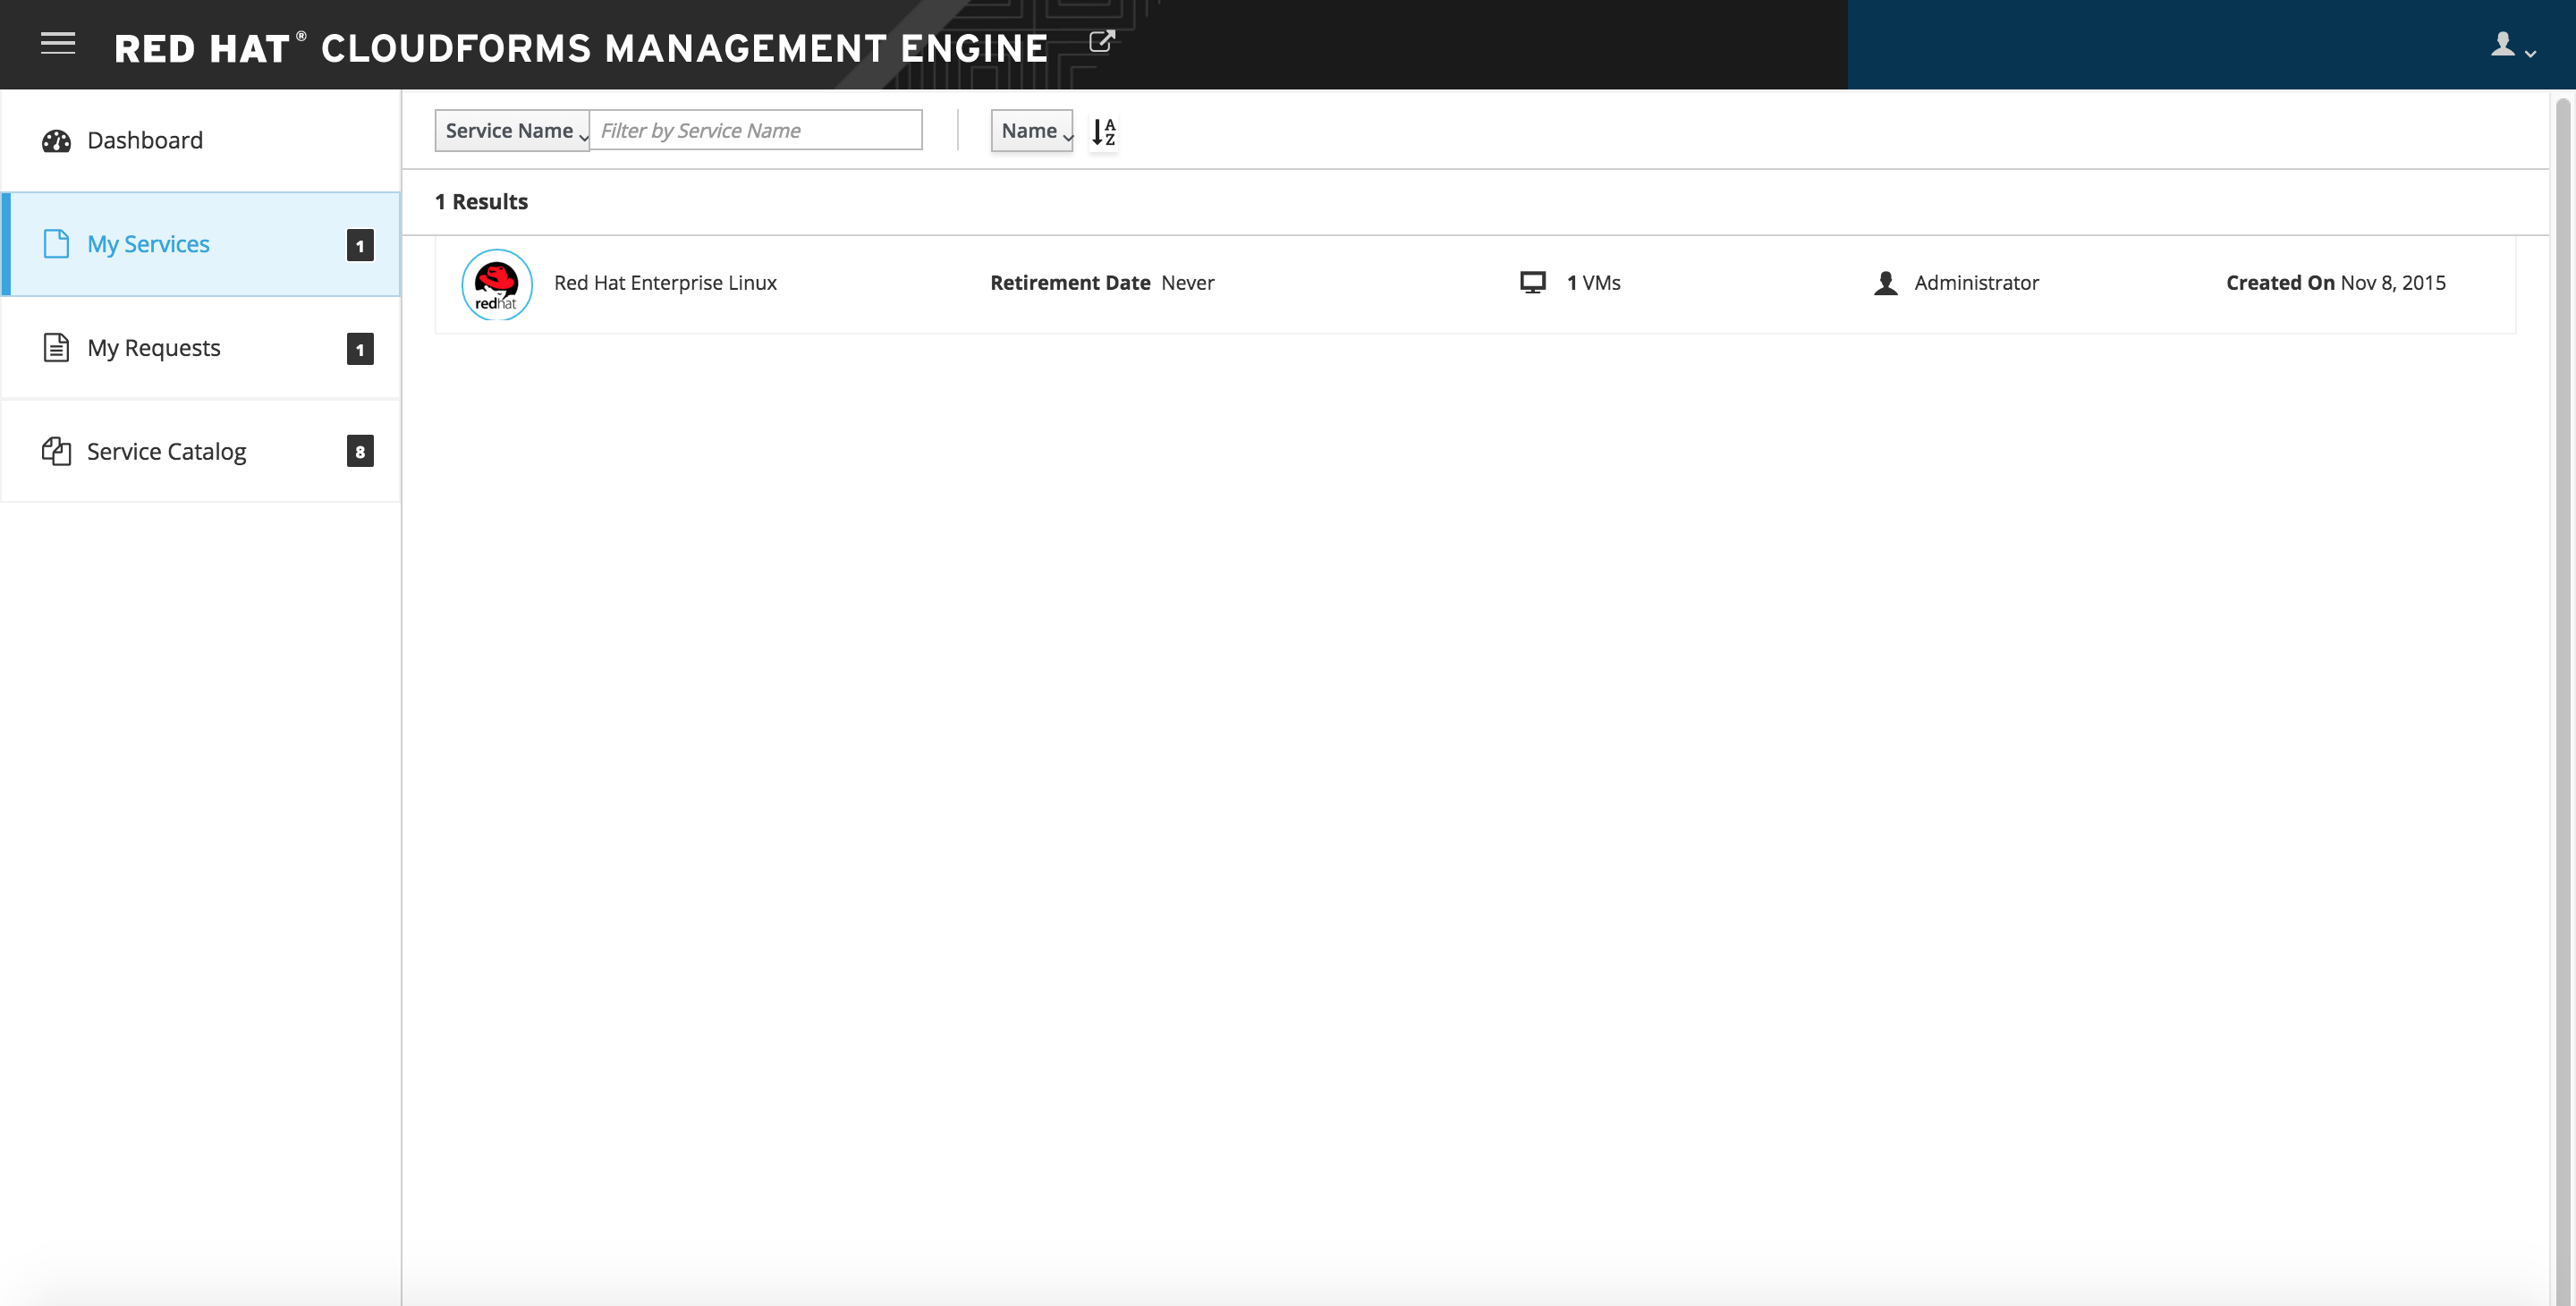 RED HAT® CLOUDFORMS MANAGEMENT ENGINE
Dashboard
My Services 1
My Requests 1
Service Catalog 8
Service Name Filter by Service Name Name AZ
1 Results
redhat Red Hat Enterprise Linux Retirement Date Never 1 VMs Administrator Created On Nov 8, 2015